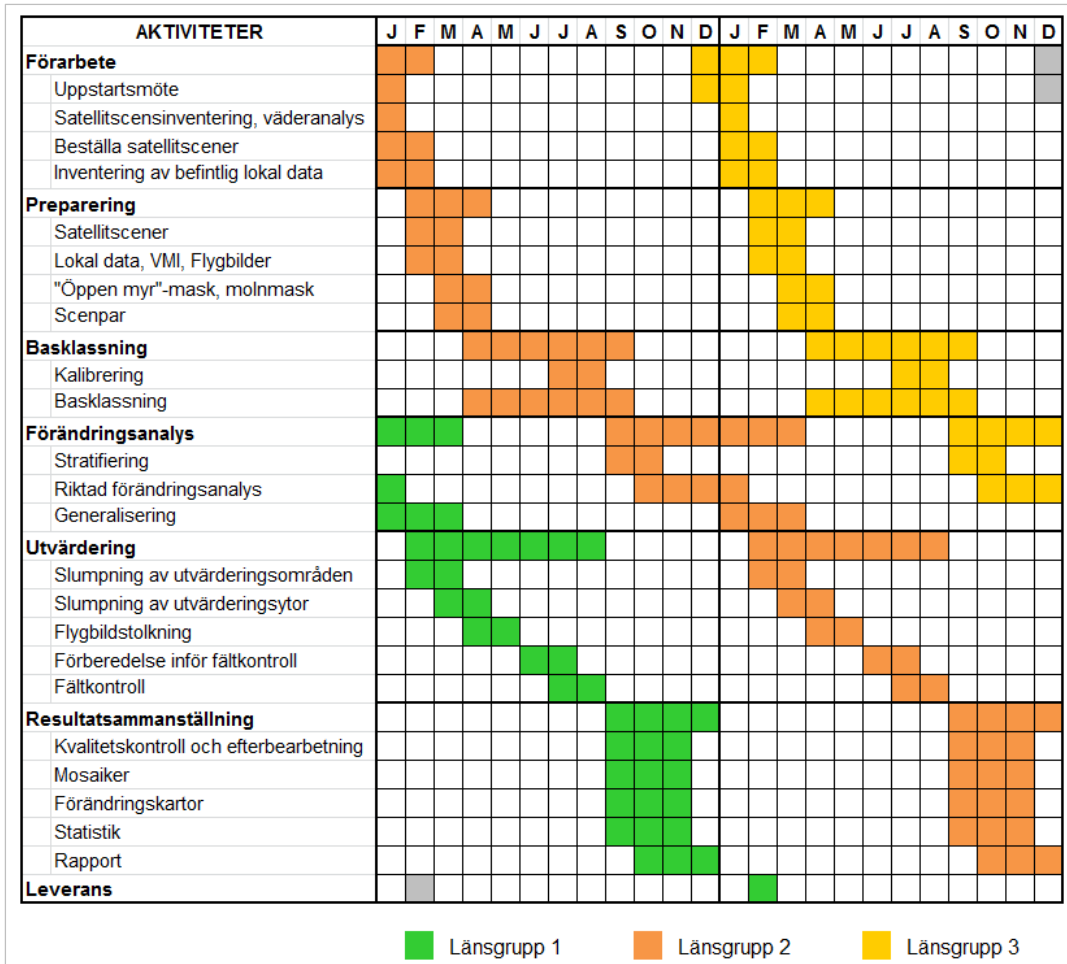 AKTIVITETER J F M A M J J A S O N D J F M A M J J A S O N D
Förarbete
Uppstartsmöte
Satellitscensinventering, väderanalys
Beställa satellitscener
Inventering av befintlig lokal data
Preparering
Satellitscener
Lokal data, VMI, Flygbilder
"Öppen myr"-mask, molnmask
Scenpar
Basklassning
Kalibrering
Basklassning
Förändringsanalys
Stratifiering
Riktad förändringsanalys
Generalisering
Utvärdering
Slumpning av utvärderingsområden
Slumpning av utvärderingsytor
Flygbildstolkning
Förberedelse inför fältkontroll
Fältkontroll
Resultatsammanställning
Kvalitetskontroll och efterbearbetning
Mosaiker
Förändringskartor
Statistik
Rapport
Leverans
Länsgrupp 1 Länsgrupp 2 Länsgrupp 3